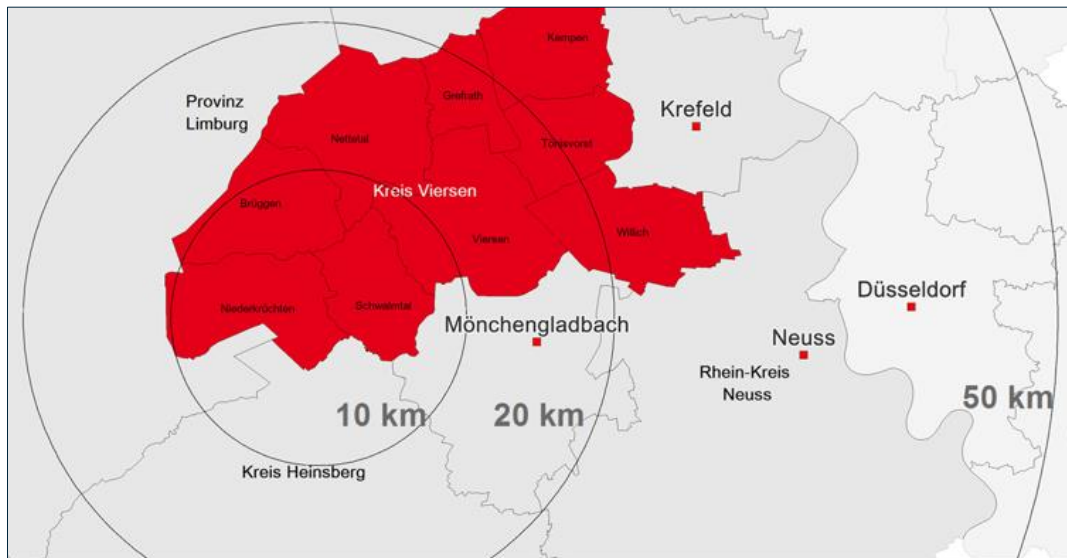 Kempen
Provinz
Limburg
Grefrath
Krefeld
Nettetal
Tönisvorst
Kreis Viersen
Brüggen
Viersen
Willich
Düsseldorf
Niederkrüchten
Schwalmtal
Mönchengladbach
Neuss
Rhein-Kreis
Neuss
10 km
20 km
50 km
Kreis Heinsberg